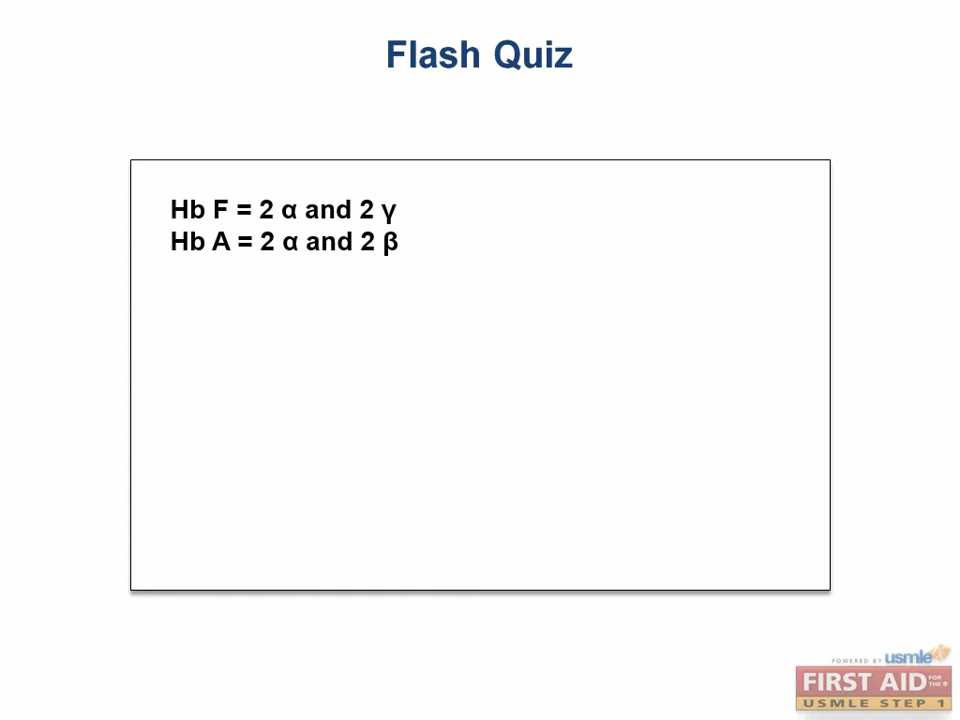 Flash Quiz
Hb F = 2 α and 2 γ
Hb A = 2 α and 2 β
POWERED BY usmle
FIRST AID FOR THE
USMLE STEP 1